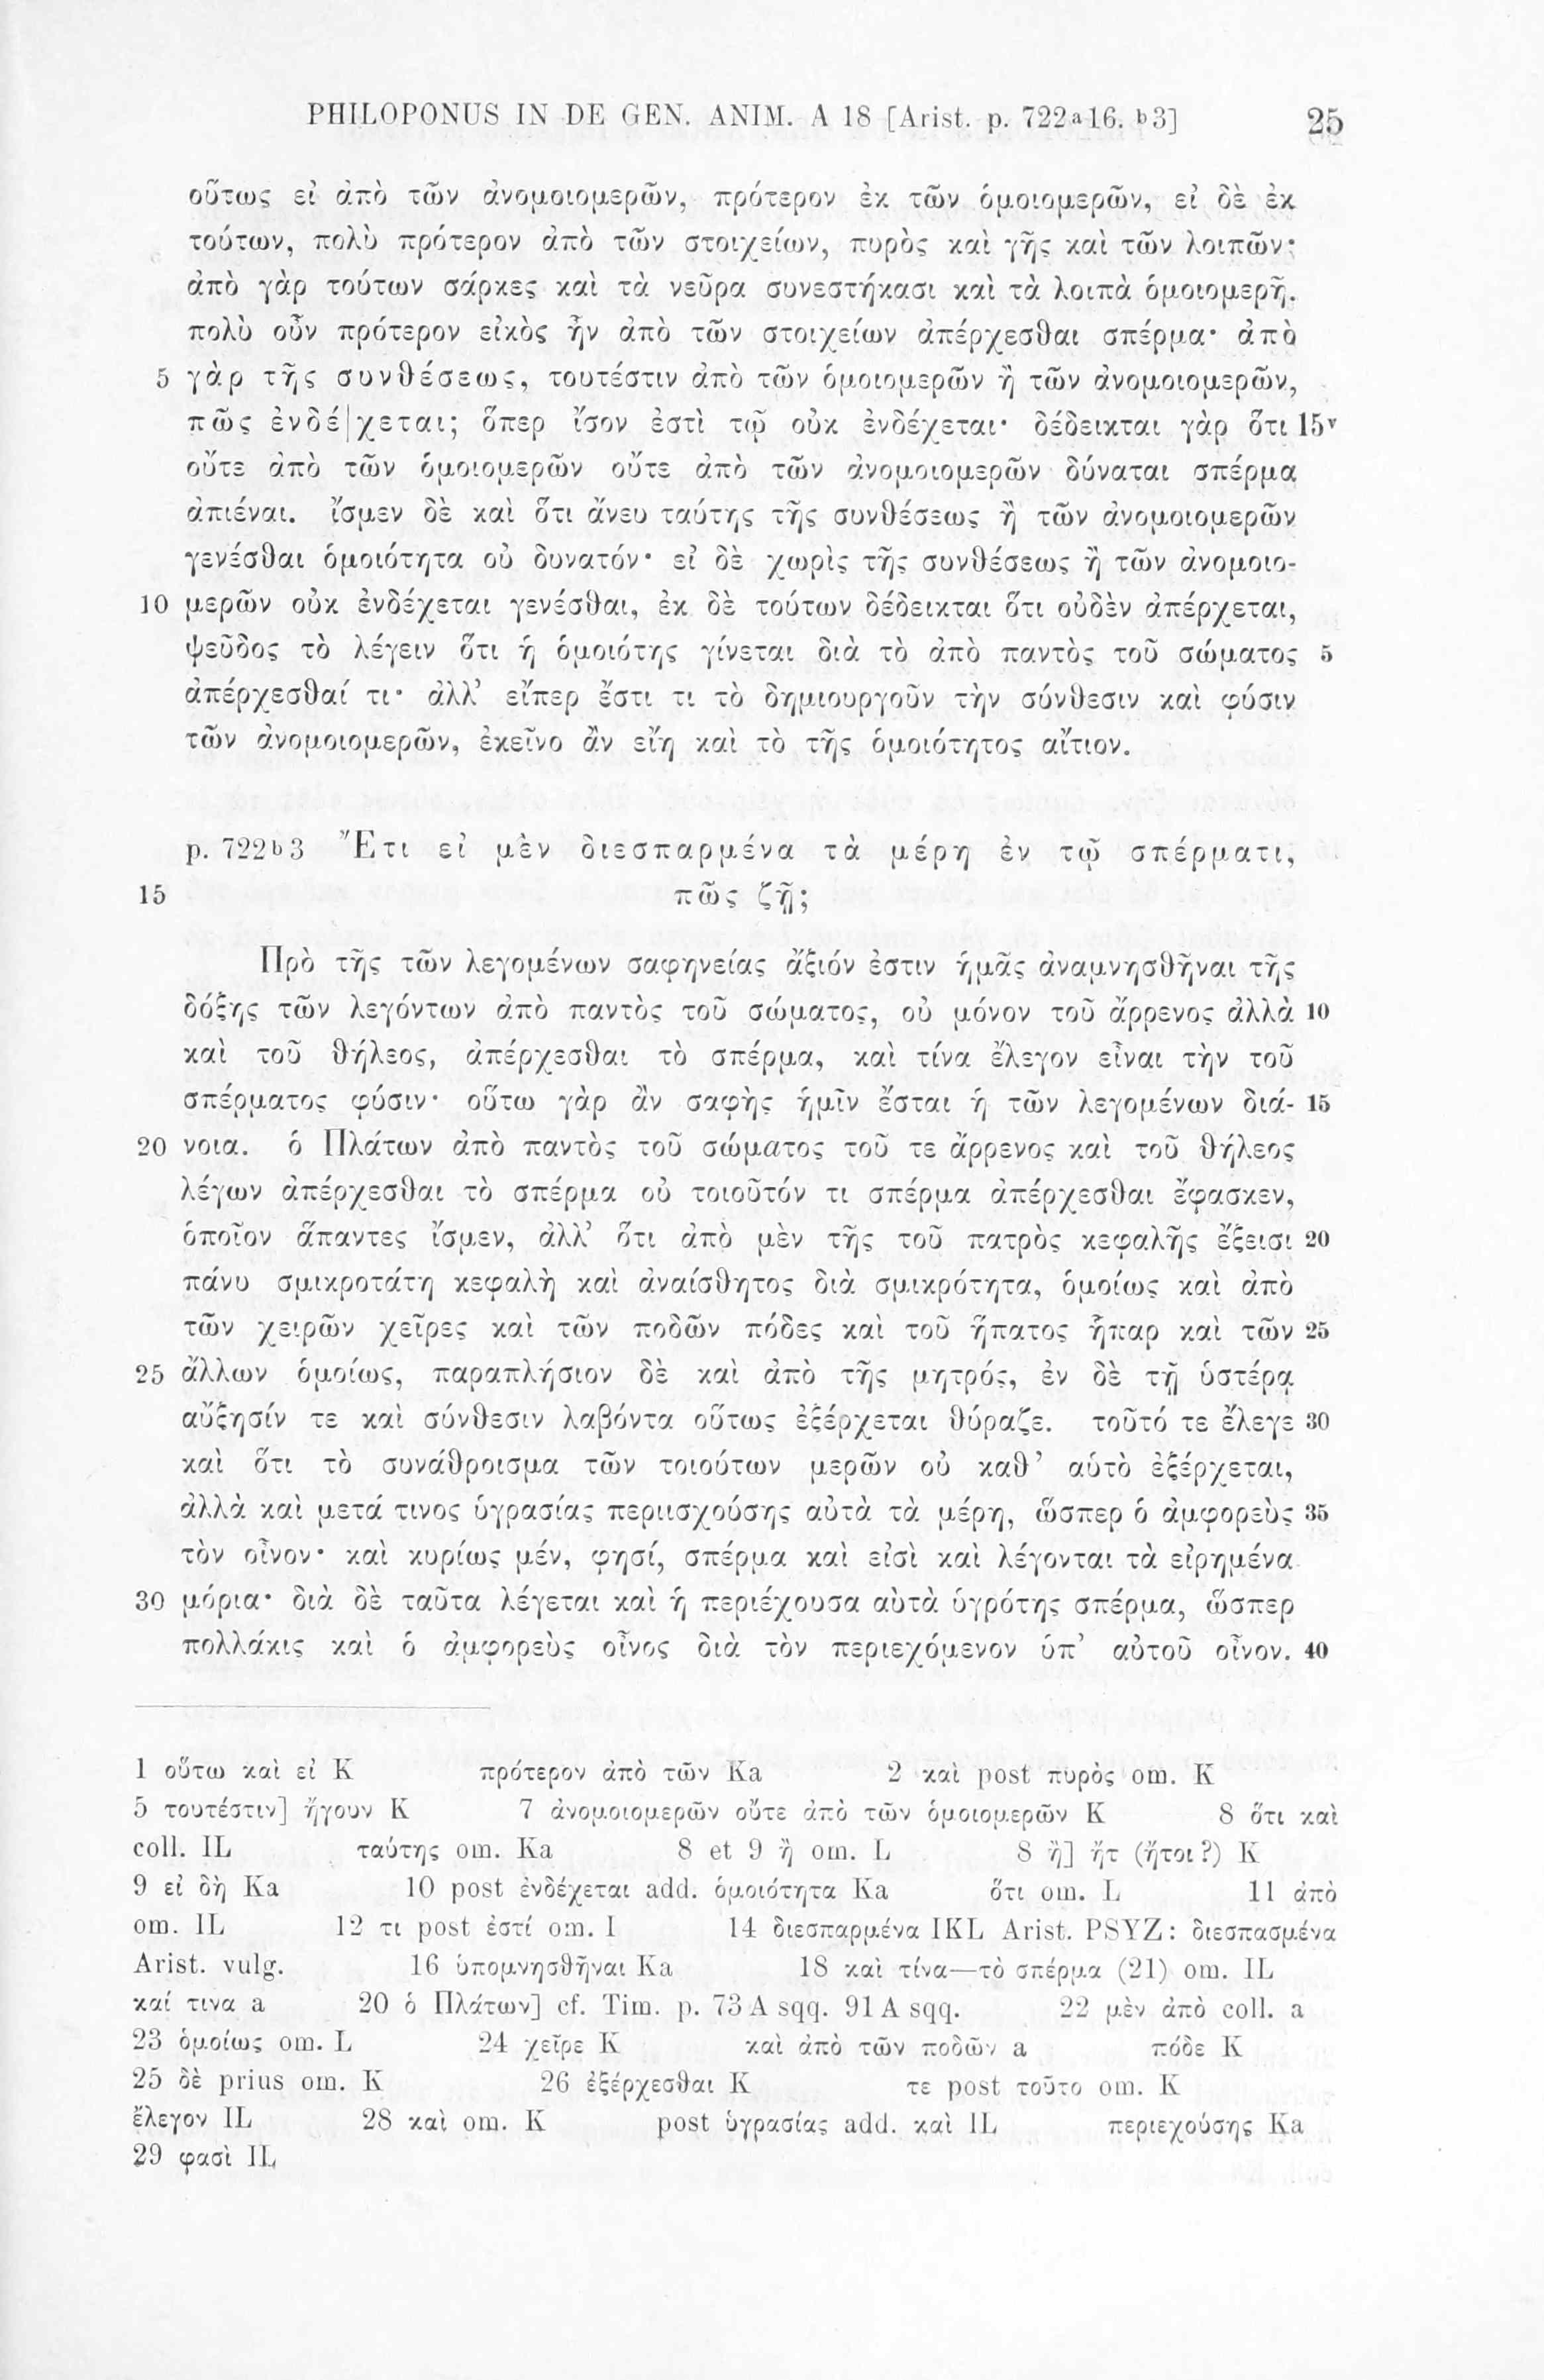 PHILOPONUS IN DE GEN. ANIM. A 18 [Arist. p. 722ᵃ16. ᵇ3] 25
οὕτως εἰ ἀπὸ τῶν ἀνομοιομερῶν, πρότερον ἐκ τῶν ὁμοιομερῶν, εἰ δὲ ἐκ
τούτων, πολὺ πρότερον ἀπὸ τῶν στοιχείων, πυρὸς καὶ γῆς καὶ τῶν λοιπῶν·
ἀπὸ γὰρ τούτων σάρκες καὶ τὰ νεῦρα συνεστήκασι καὶ τὰ λοιπὰ ὁμοιομερῆ.
πολὺ οὖν πρότερον εἰκὸς ἦν ἀπὸ τῶν στοιχείων ἀπέρχεσθαι σπέρμα· ἀπὸ
5 γὰρ τῆς συνθέσεως, τουτέστιν ἀπὸ τῶν ὁμοιομερῶν ἢ τῶν ἀνομοιομερῶν,
πῶς ἐνδέ|χεται; ὅπερ ἴσον ἐστὶ τῷ οὐκ ἐνδέχεται· δέδεικται γὰρ ὅτι 15ᵛ
οὔτε ἀπὸ τῶν ὁμοιομερῶν οὔτε ἀπὸ τῶν ἀνομοιομερῶν δύναται σπέρμα
ἀπιέναι. ἴσμεν δὲ καὶ ὅτι ἄνευ ταύτης τῆς συνθέσεως ἢ τῶν ἀνομοιομερῶν
γενέσθαι ὁμοιότητα οὐ δυνατόν· εἰ δὲ χωρὶς τῆς συνθέσεως ἢ τῶν ἀνομοιο-
10 μερῶν οὐκ ἐνδέχεται γενέσθαι, ἐκ δὲ τούτων δέδεικται ὅτι οὐδὲν ἀπέρχεται,
ψεῦδος τὸ λέγειν ὅτι ἡ ὁμοιότης γίνεται διὰ τὸ ἀπὸ παντὸς τοῦ σώματος 5
ἀπέρχεσθαί τι· ἀλλ’ εἴπερ ἔστι τι τὸ δημιουργοῦν τὴν σύνθεσιν καὶ φύσιν
τῶν ἀνομοιομερῶν, ἐκεῖνο ἂν εἴη καὶ τὸ τῆς ὁμοιότητος αἴτιον.
p. 722ᵇ3 Ἔτι εἰ μὲν διεσπαρμένα τὰ μέρη ἐν τῷ σπέρματι,
15 πῶς ζῇ;
Πρὸ τῆς τῶν λεγομένων σαφηνείας ἄξιόν ἐστιν ἡμᾶς ἀναμνησθῆναι τῆς
δόξης τῶν λεγόντων ἀπὸ παντὸς τοῦ σώματος, οὐ μόνον τοῦ ἄρρενος ἀλλὰ 10
καὶ τοῦ θήλεος, ἀπέρχεσθαι τὸ σπέρμα, καὶ τίνα ἔλεγον εἶναι τὴν τοῦ
σπέρματος φύσιν· οὕτω γὰρ ἂν σαφὴς ἡμῖν ἔσται ἡ τῶν λεγομένων διά- 15
20 νοια. ὁ Πλάτων ἀπὸ παντὸς τοῦ σώματος τοῦ τε ἄρρενος καὶ τοῦ θήλεος
λέγων ἀπέρχεσθαι τὸ σπέρμα οὐ τοιοῦτόν τι σπέρμα ἀπέρχεσθαι ἔφασκεν,
ὁποῖον ἅπαντες ἴσμεν, ἀλλ’ ὅτι ἀπὸ μὲν τῆς τοῦ πατρὸς κεφαλῆς ἔξεισι 20
πάνυ σμικροτάτη κεφαλὴ καὶ ἀναίσθητος διὰ σμικρότητα, ὁμοίως καὶ ἀπὸ
τῶν χειρῶν χεῖρες καὶ τῶν ποδῶν πόδες καὶ τοῦ ἥπατος ἧπαρ καὶ τῶν 25
25 ἄλλων ὁμοίως, παραπλήσιον δὲ καὶ ἀπὸ τῆς μητρός, ἐν δὲ τῇ ὑστέρᾳ
αὔξησίν τε καὶ σύνθεσιν λαβόντα οὕτως ἐξέρχεται θύραζε. τοῦτό τε ἔλεγε 30
καὶ ὅτι τὸ συνάθροισμα τῶν τοιούτων μερῶν οὐ καθ’ αὑτὸ ἐξέρχεται,
ἀλλὰ καὶ μετά τινος ὑγρασίας περιισχούσης αὐτὰ τὰ μέρη, ὥσπερ ὁ ἀμφορεὺς 35
τὸν οἶνον· καὶ κυρίως μέν, φησί, σπέρμα καὶ εἰσὶ καὶ λέγονται τὰ εἰρημένα
30 μόρια· διὰ δὲ ταῦτα λέγεται καὶ ἡ περιέχουσα αὐτὰ ὑγρότης σπέρμα, ὥσπερ
πολλάκις καὶ ὁ ἀμφορεὺς οἶνος διὰ τὸν περιεχόμενον ὑπ’ αὐτοῦ οἶνον. 40
1 οὕτω καὶ εἰ K πρότερον ἀπὸ τῶν Ka 2 καὶ post πυρὸς om. K
5 τουτέστιν] ἤγουν K 7 ἀνομοιομερῶν οὔτε ἀπὸ τῶν ὁμοιομερῶν K 8 ὅτι καὶ
coll. IL ταύτης om. Ka 8 et 9 ἢ om. L 8 ἢ] ἤτ (ἤτοι?) K
9 εἰ δὴ Ka 10 post ἐνδέχεται add. ὁμοιότητα Ka ὅτι om. L 11 ἀπὸ
om. IL 12 τι post ἐστί om. I 14 διεσπαρμένα IKL Arist. PSYZ: διεσπασμένα
Arist. vulg. 16 ὑπομνησθῆναι Ka 18 καὶ τίνα—τὸ σπέρμα (21) om. IL
καί τινα a 20 ὁ Πλάτων] cf. Tim. p. 73 A sqq. 91 A sqq. 22 μὲν ἀπὸ coll. a
23 ὁμοίως om. L 24 χεῖρε K καὶ ἀπὸ τῶν ποδῶν a πόδε K
25 δὲ prius om. K 26 ἐξέρχεσθαι K τε post τοῦτο om. K
ἔλεγον IL 28 καὶ om. K post ὑγρασίας add. καὶ IL περιεχούσης Ka
29 φασὶ IL